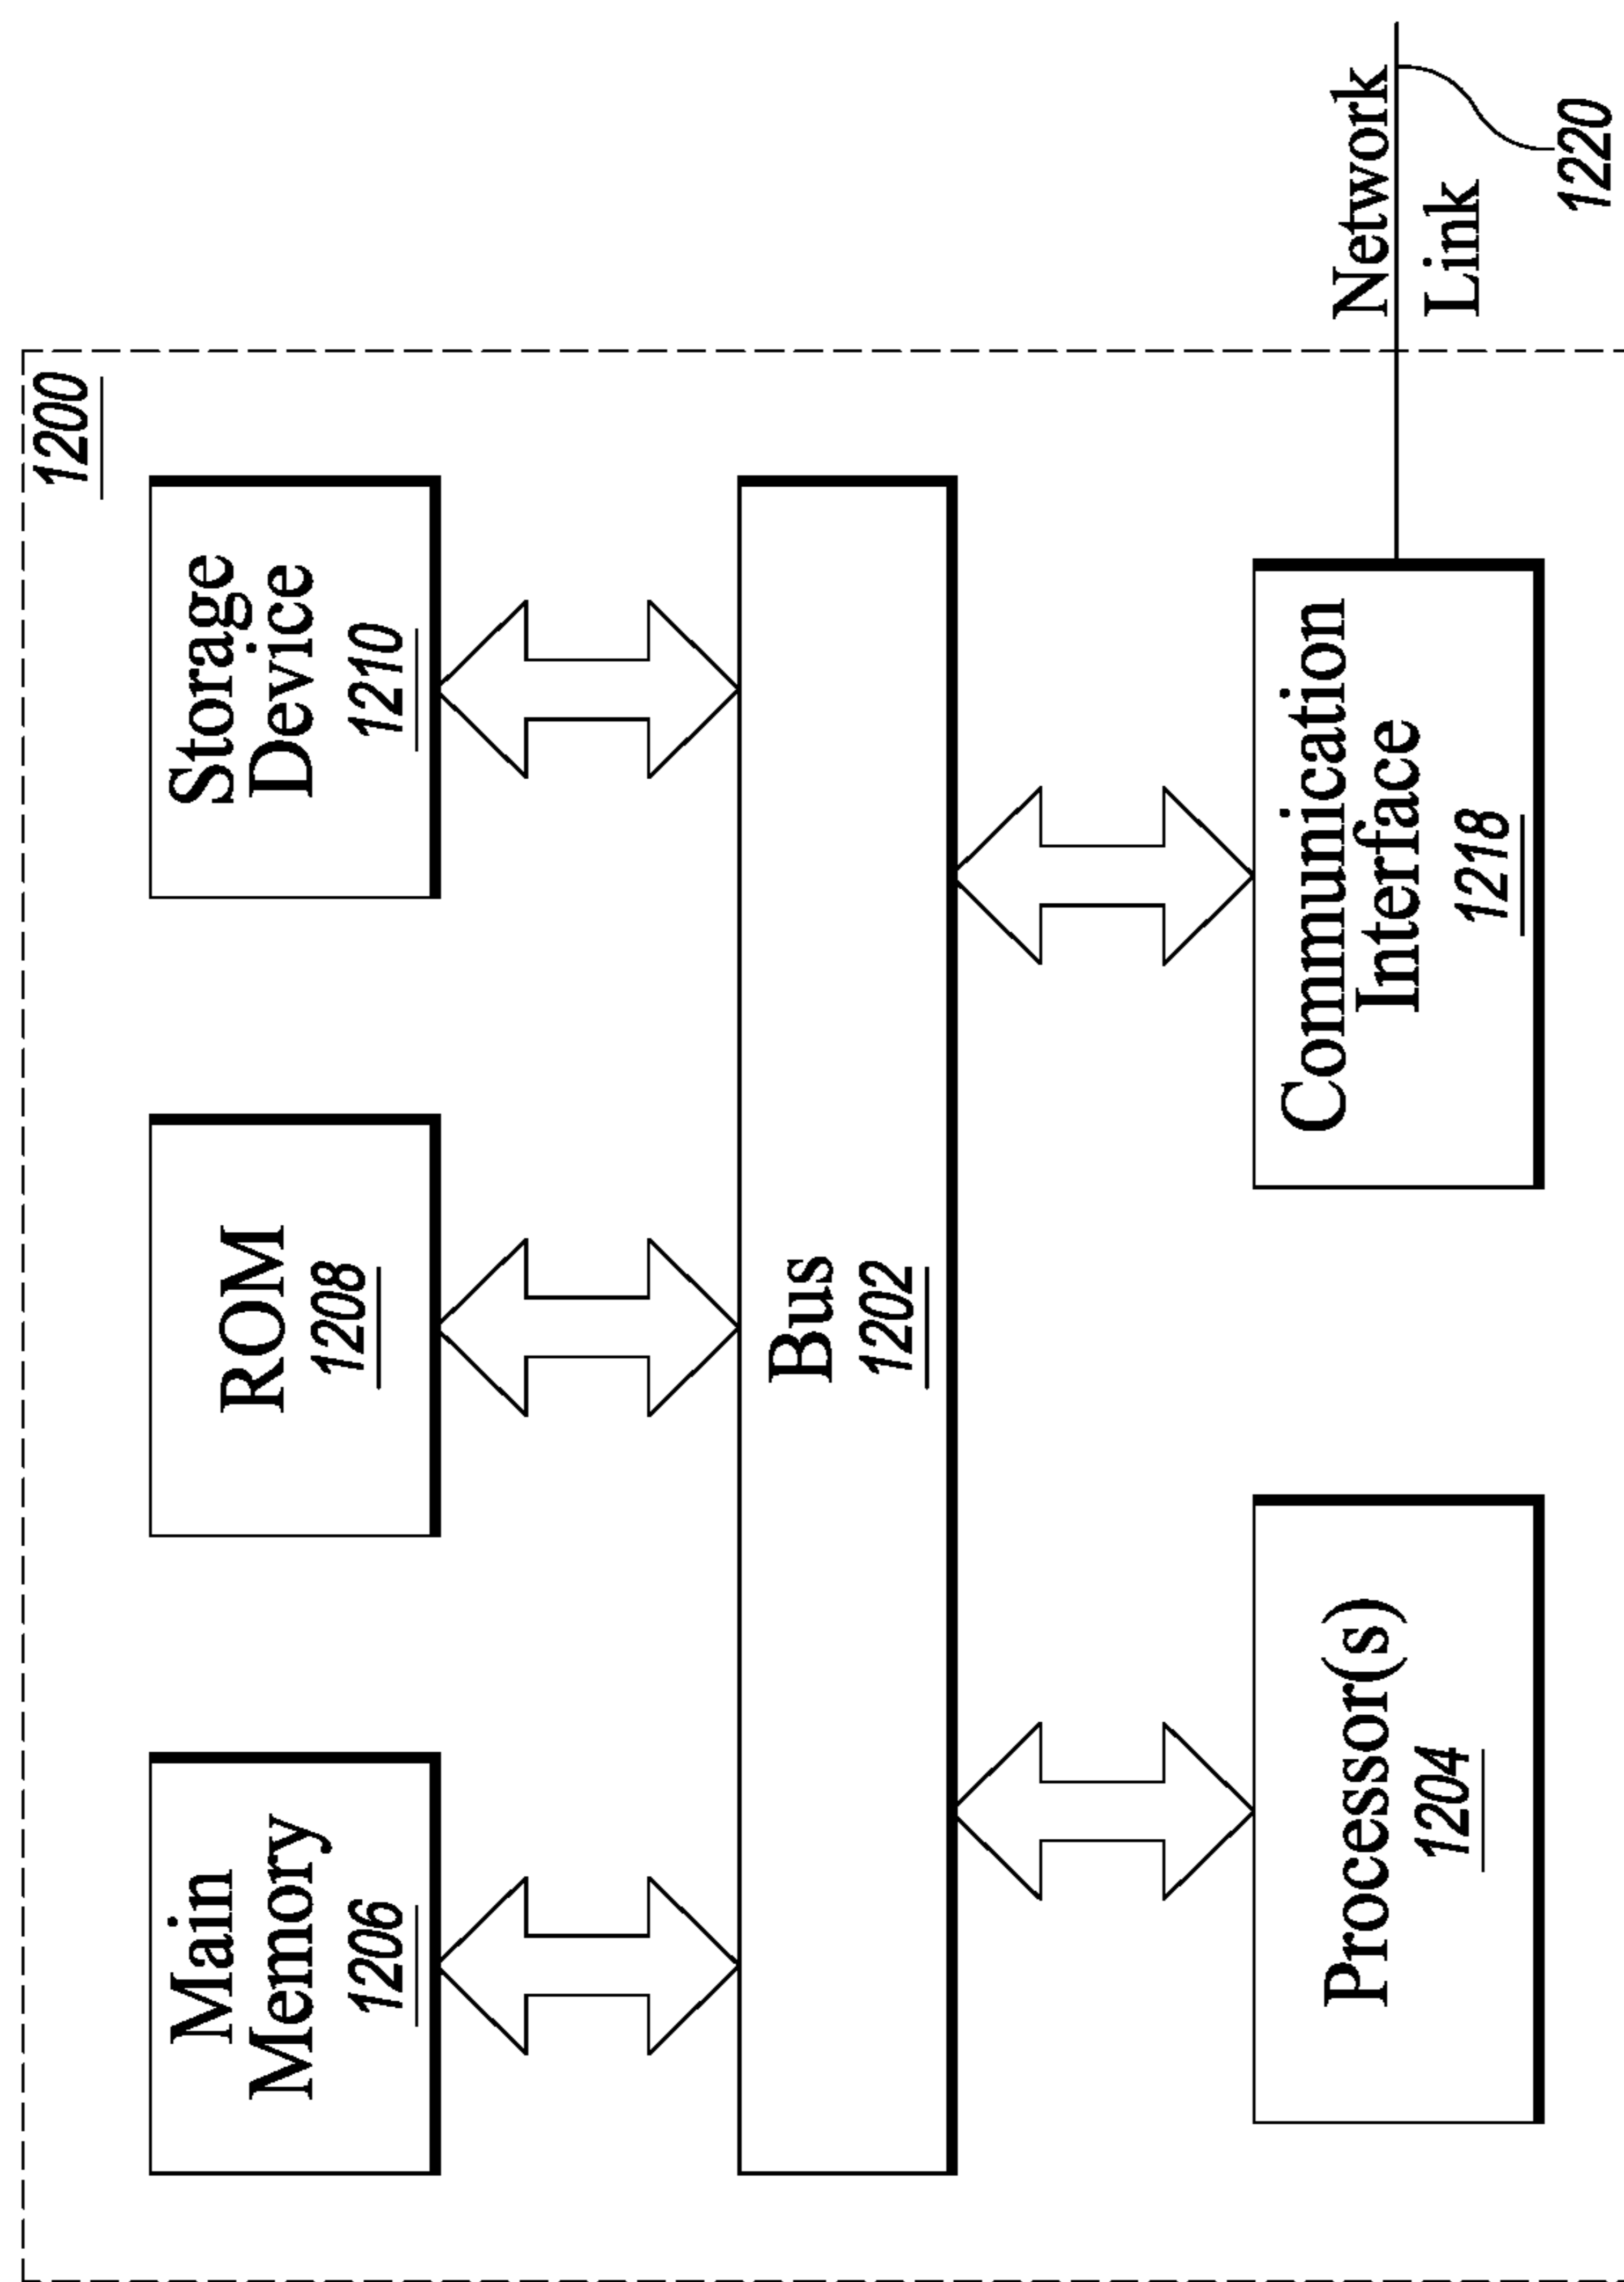 1200
Main
Memory
1206
ROM
1208
Storage
Device
1210
Bus
1202
Processor(s)
1204
Communication
Interface
1218
Network
Link
1220